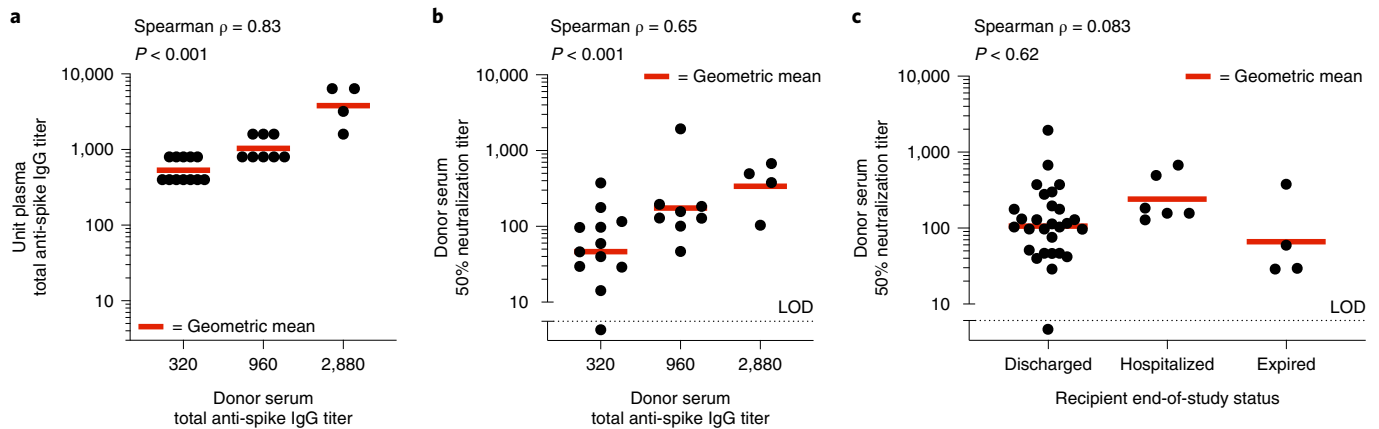 a
Spearman ρ = 0.83
P < 0.001
10,000
1,000
100
10
Unit plasma
total anti-spike IgG titer
= Geometric mean
320
960
2,880
Donor serum
total anti-spike IgG titer
b
Spearman ρ = 0.65
P < 0.001
= Geometric mean
10,000
1,000
100
10
Donor serum
50% neutralization titer
LOD
320
960
2,880
Donor serum
total anti-spike IgG titer
c
Spearman ρ = 0.083
P < 0.62
= Geometric mean
10,000
1,000
100
10
Donor serum
50% neutralization titer
LOD
Discharged
Hospitalized
Expired
Recipient end-of-study status